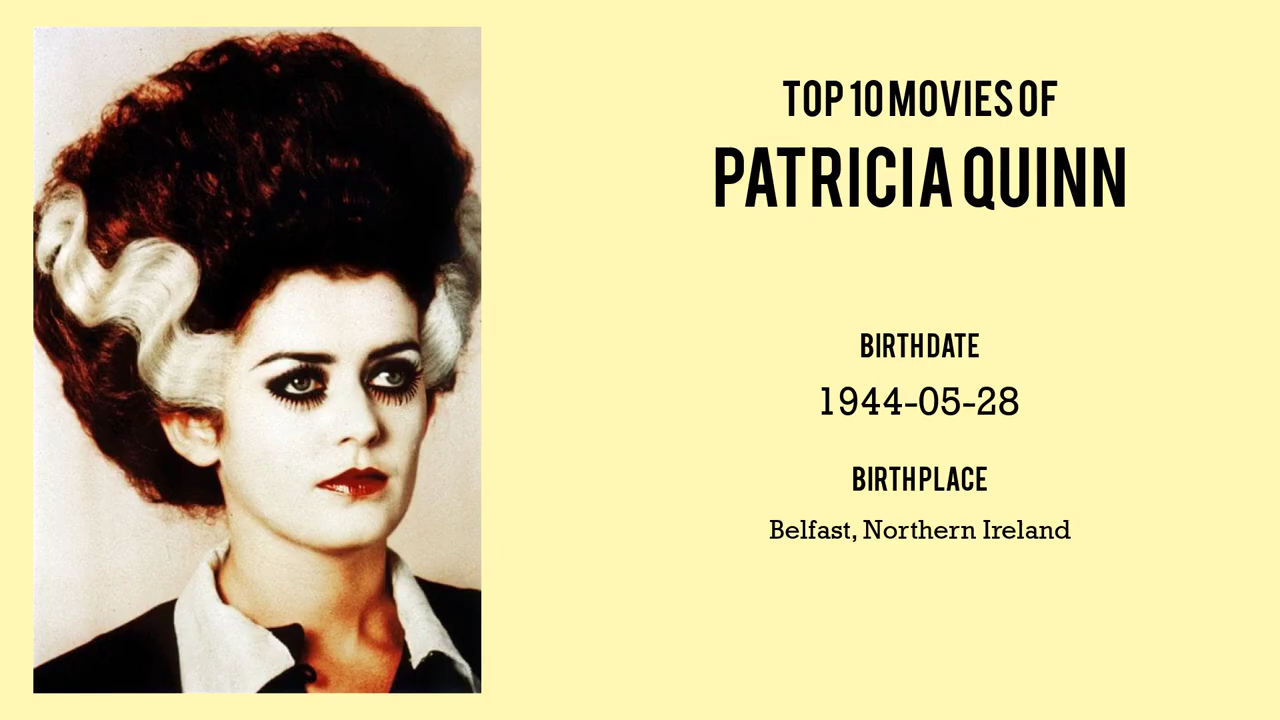 TOP 10 MOVIES OF
PATRICIA QUINN
BIRTHDATE
1944-05-28
BIRTHPLACE
Belfast, Northern Ireland